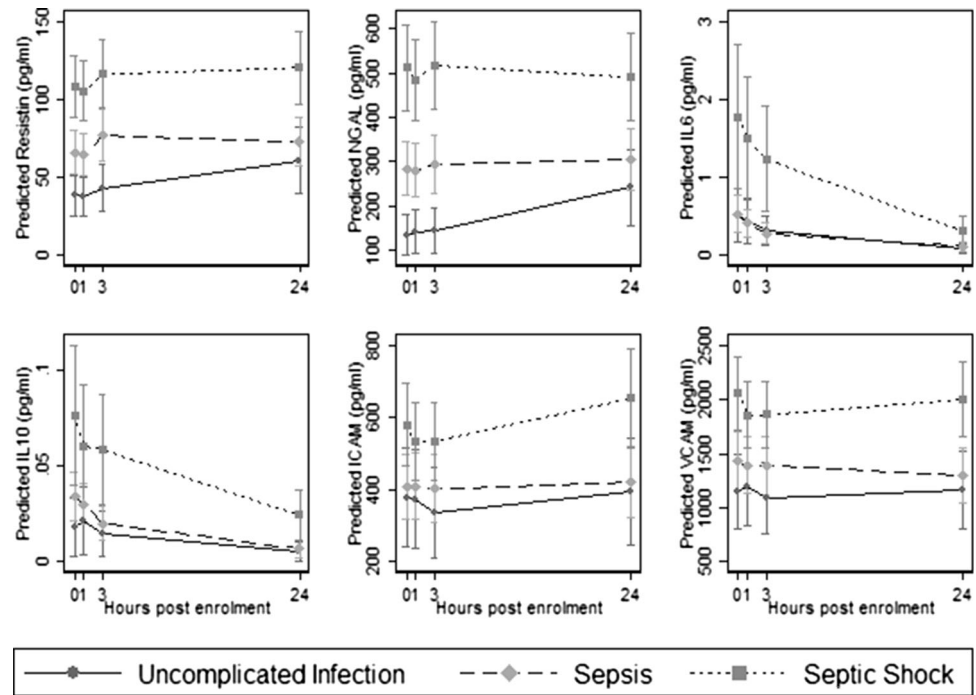 Predicted Resistin (pg/ml)
0 50 100 150
01 3 24
Predicted NGAL (pg/ml)
100 200 300 400 500 600
01 3 24
Predicted IL6 (pg/ml)
0 1 2 3
01 3 24
Predicted IL10 (pg/ml)
0 .05 .1
01 3 24
Hours post enrolment
Predicted ICAM (pg/ml)
200 400 600 800
01 3 24
Hours post enrolment
Predicted VCAM (pg/ml)
500 1000 1500 2000 2500
01 3 24
Hours post enrolment
Uncomplicated Infection Sepsis Septic Shock